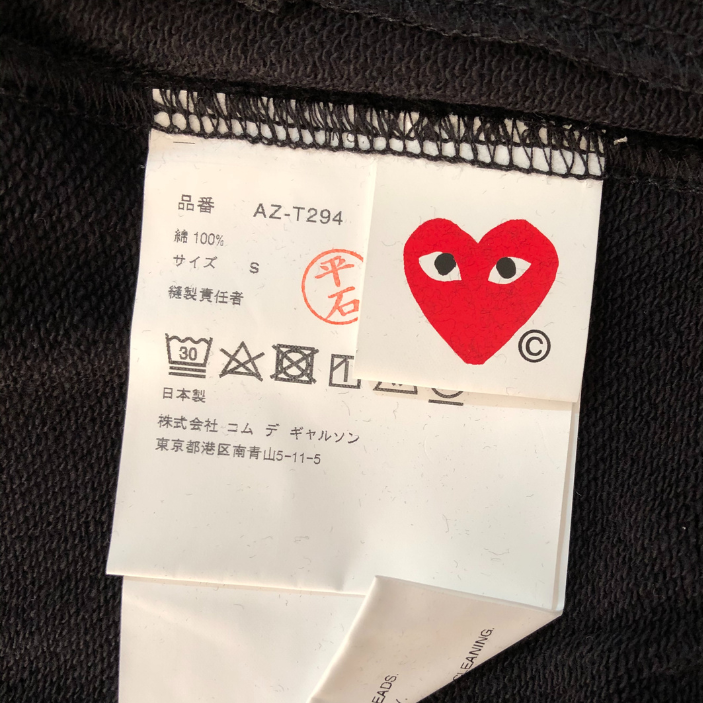 品番 AZ-T294
綿 100%
サイズ S
縫製責任者 平石
30
日本製
株式会社 コム デ ギャルソン
東京都港区南青山5-11-5
©
EADS.
CLEANING.